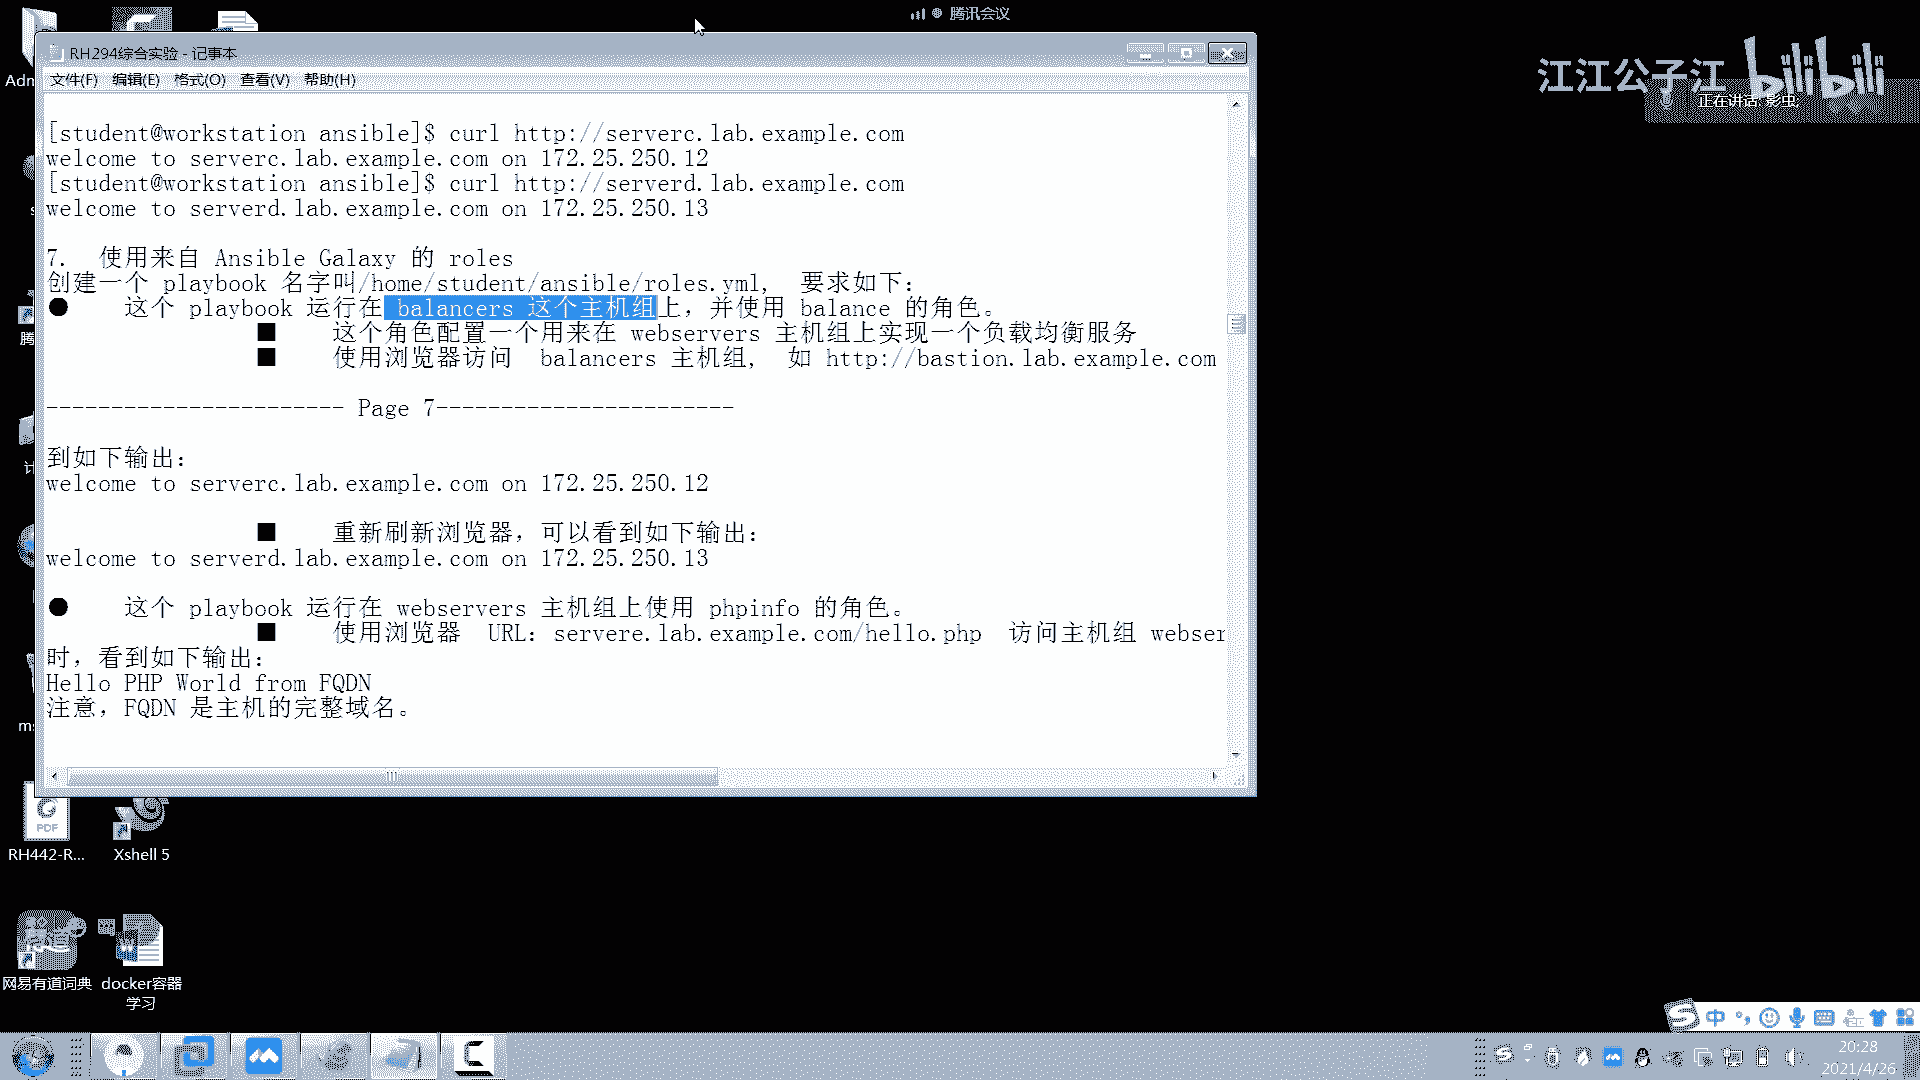 腾讯会议
江江公子江 bilibili
正在讲话: 影虫
RH294综合实验 - 记事本
文件(F) 编辑(E) 格式(O) 查看(V) 帮助(H)
[student@workstation ansible]$ curl http://serverc.lab.example.com
welcome to serverc.lab.example.com on 172.25.250.12
[student@workstation ansible]$ curl http://serverd.lab.example.com
welcome to serverd.lab.example.com on 172.25.250.13
7. 使用来自 Ansible Galaxy 的 roles
创建一个 playbook 名字叫/home/student/ansible/roles.yml, 要求如下:
● 这个 playbook 运行在 balancers 这个主机组上，并使用 balance 的角色。
■ 这个角色配置一个用来在 webservers 主机组上实现一个负载均衡服务
■ 使用浏览器访问 balancers 主机组, 如 http://bastion.lab.example.com
----------------------- Page 7-----------------------
到如下输出:
welcome to serverc.lab.example.com on 172.25.250.12
■ 重新刷新浏览器，可以看到如下输出:
welcome to serverd.lab.example.com on 172.25.250.13
● 这个 playbook 运行在 webservers 主机组上使用 phpinfo 的角色。
■ 使用浏览器 URL: servere.lab.example.com/hello.php 访问主机组 webser
时，看到如下输出:
Hello PHP World from FQDN
注意，FQDN 是主机的完整域名。
PDF
RH442-R...
Xshell 5
网易有道词典
docker容器
学习
中
20:28
2021/4/26